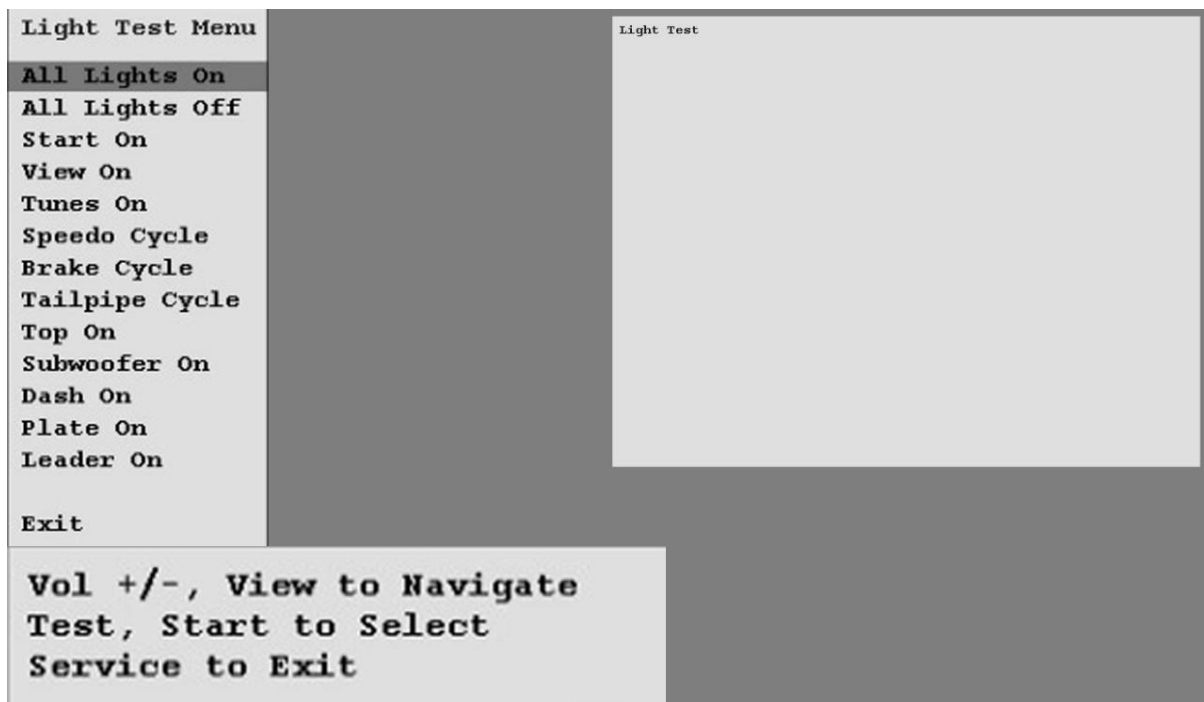 Light Test Menu
All Lights On
All Lights Off
Start On
View On
Tunes On
Speedo Cycle
Brake Cycle
Tailpipe Cycle
Top On
Subwoofer On
Dash On
Plate On
Leader On
Exit
Vol +/-, View to Navigate
Test, Start to Select
Service to Exit
Light Test